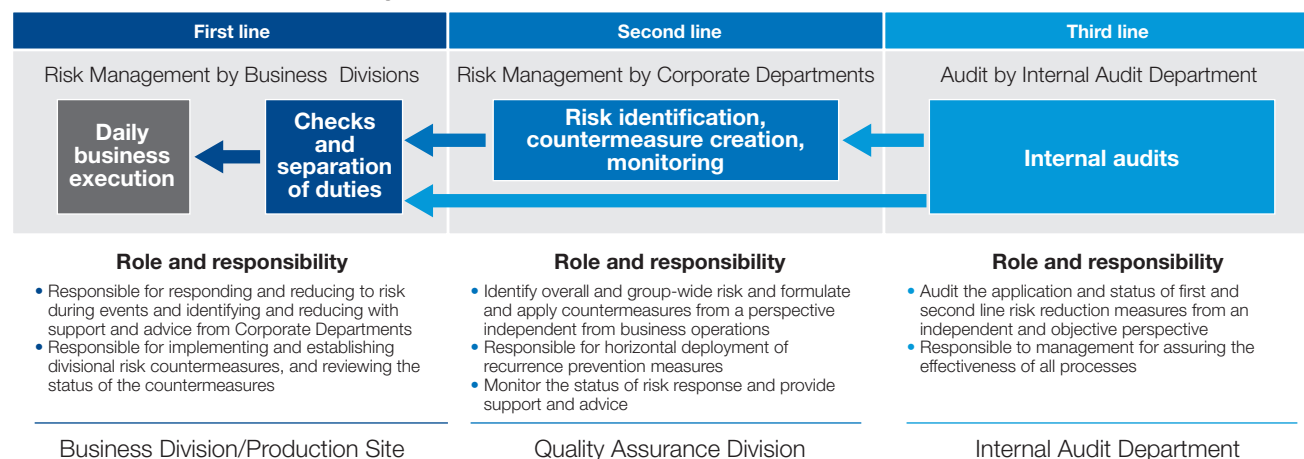 First line
Second line
Third line
Risk Management by Business Divisions
Risk Management by Corporate Departments
Audit by Internal Audit Department
Daily
business
execution
Checks
and
separation
of duties
Risk identification,
countermeasure creation,
monitoring
Internal audits
Role and responsibility
• Responsible for responding and reducing to risk
during events and identifying and reducing with
support and advice from Corporate Departments
• Responsible for implementing and establishing
divisional risk countermeasures, and reviewing the
status of the countermeasures
Business Division/Production Site
Role and responsibility
• Identify overall and group-wide risk and formulate
and apply countermeasures from a perspective
independent from business operations
• Responsible for horizontal deployment of
recurrence prevention measures
• Monitor the status of risk response and provide
support and advice
Quality Assurance Division
Role and responsibility
• Audit the application and status of first and
second line risk reduction measures from an
independent and objective perspective
• Responsible to management for assuring the
effectiveness of all processes
Internal Audit Department